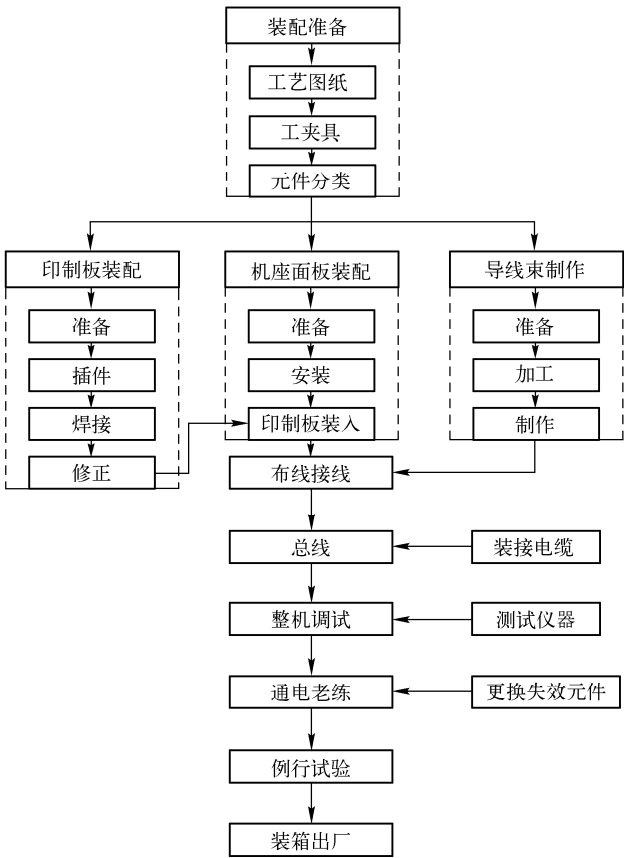 装配准备
工艺图纸
工夹具
元件分类
印制板装配
准备
插件
焊接
修正
机座面板装配
准备
安装
印制板装入
导线束制作
准备
加工
制作
布线接线
总线
装接电缆
整机调试
测试仪器
通电老练
更换失效元件
例行试验
装箱出厂